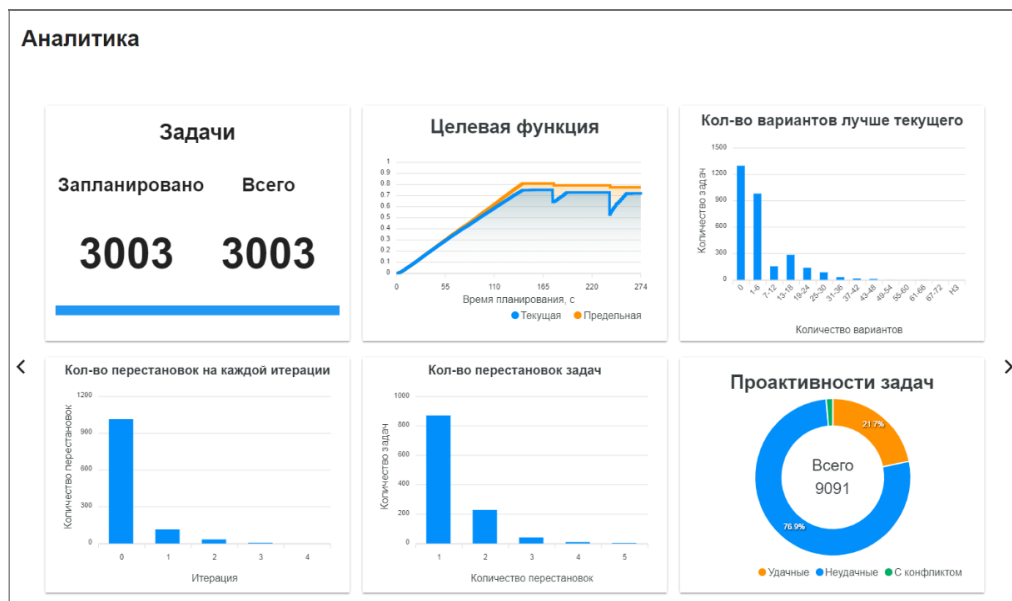 Аналитика
Задачи
Запланировано Всего
3003 3003
Целевая функция
1
0.9
0.8
0.7
0.6
0.5
0.4
0.3
0.2
0.1
0
0 55 110 165 220 274
Время планирования, с
Текущая Предельная
Кол-во вариантов лучше текущего
Количество задач
1500
1200
900
600
300
0
0 1-6 7-12 13-18 19-24 25-30 31-36 37-42 43-48 49-54 55-60 61-66 67-72 НЗ
Количество вариантов
Кол-во перестановок на каждой итерации
Количество перестановок
1200
900
600
300
0
0 1 2 3 4
Итерация
Кол-во перестановок задач
Количество задач
1000
800
600
400
200
0
1 2 3 4 5
Количество перестановок
Проактивности задач
21.7%
Всего
9091
76.9%
Удачные Неудачные С конфликтом